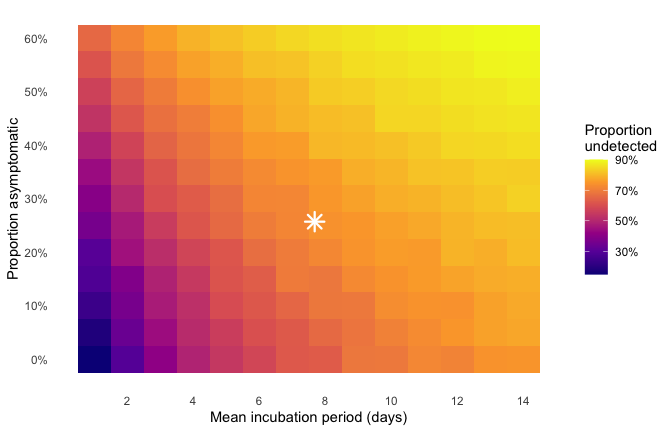 60%
50%
40%
30%
20%
10%
0%
Proportion asymptomatic
2 4 6 8 10 12 14
Mean incubation period (days)
Proportion
undetected
90%
70%
50%
30%